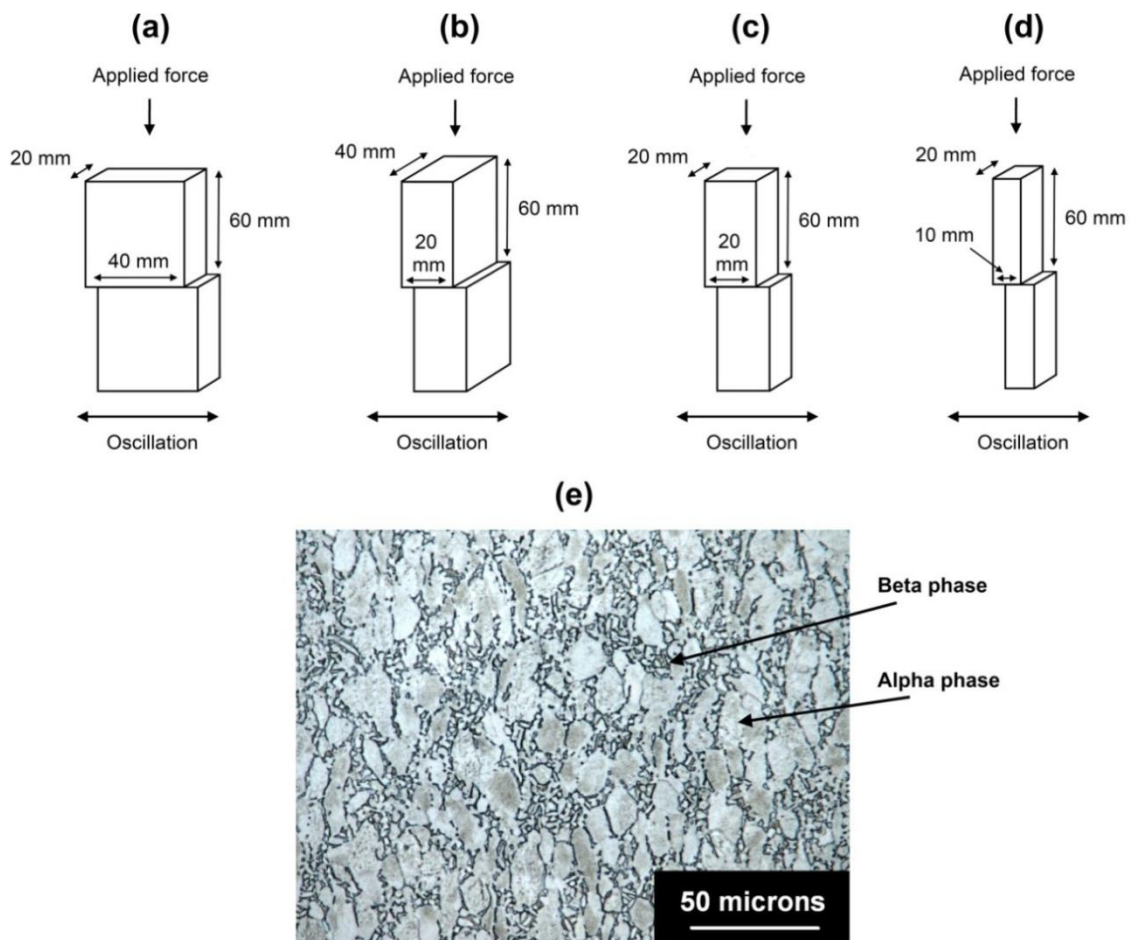 (a)
Applied force
20 mm
60 mm
40 mm
Oscillation
(b)
Applied force
40 mm
60 mm
20
mm
Oscillation
(c)
Applied force
20 mm
60 mm
20
mm
Oscillation
(d)
Applied force
20 mm
60 mm
10 mm
Oscillation
(e)
Beta phase
Alpha phase
50 microns